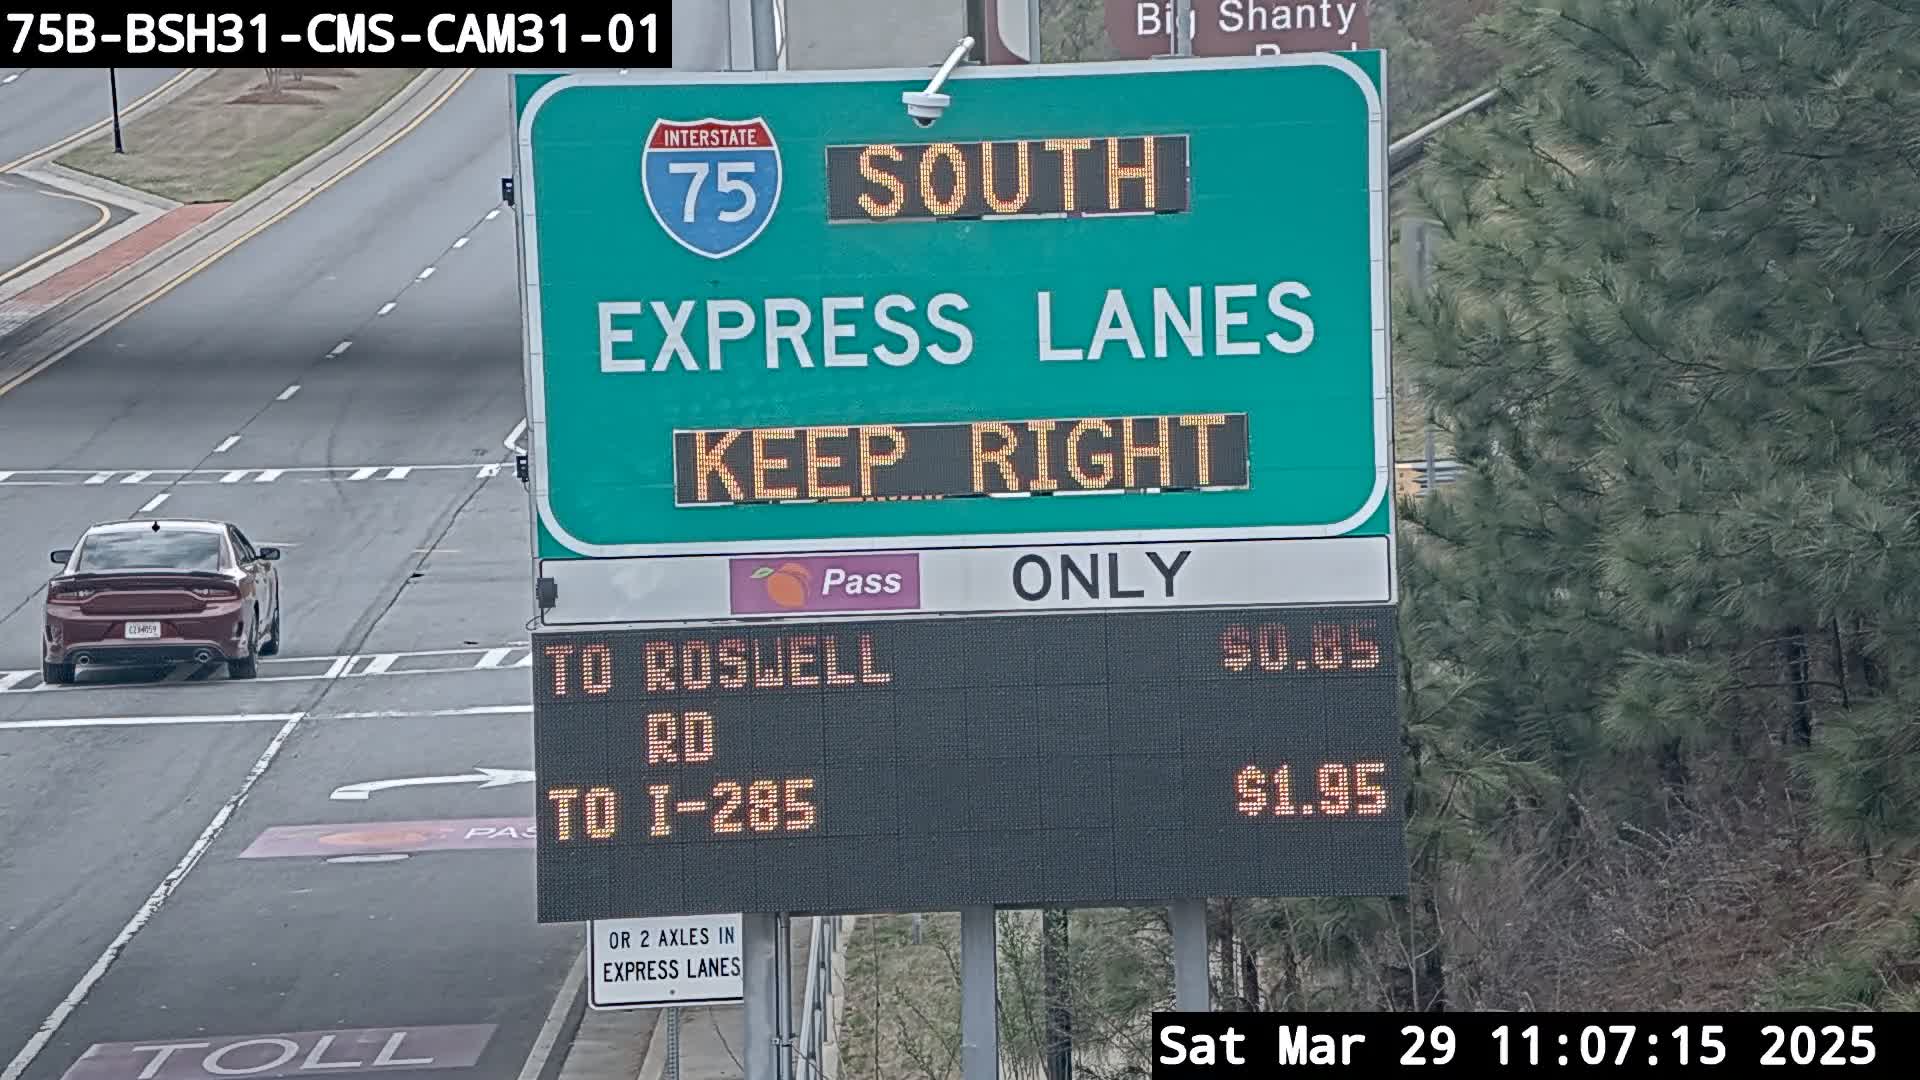 75B-BSH31-CMS-CAM31-01
Big Shanty
INTERSTATE
75
SOUTH
EXPRESS LANES
KEEP RIGHT
Pass ONLY
TO ROSWELL $0.85
RD
TO I-285 $1.95
PAS
OR 2 AXLES IN
EXPRESS LANES
TOLL
Sat Mar 29 11:07:15 2025